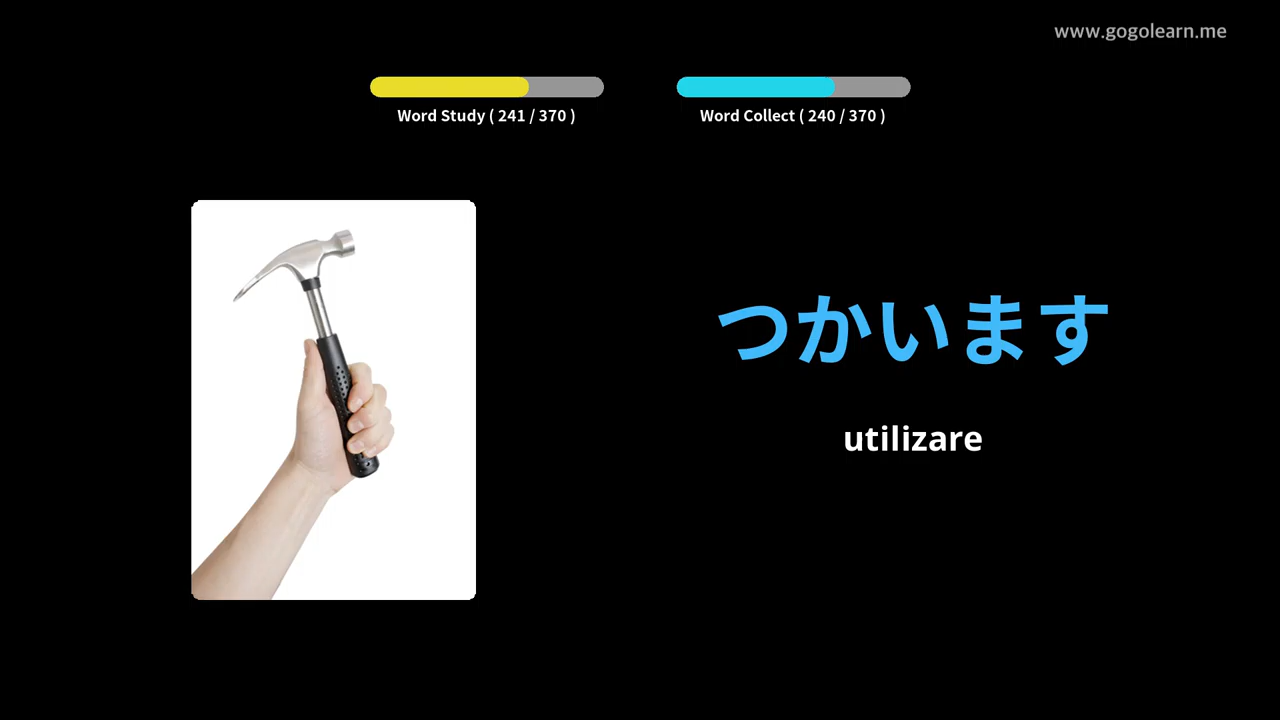 www.gogolearn.me
Word Study ( 241 / 370 )
Word Collect ( 240 / 370 )
つかいます
utilizare